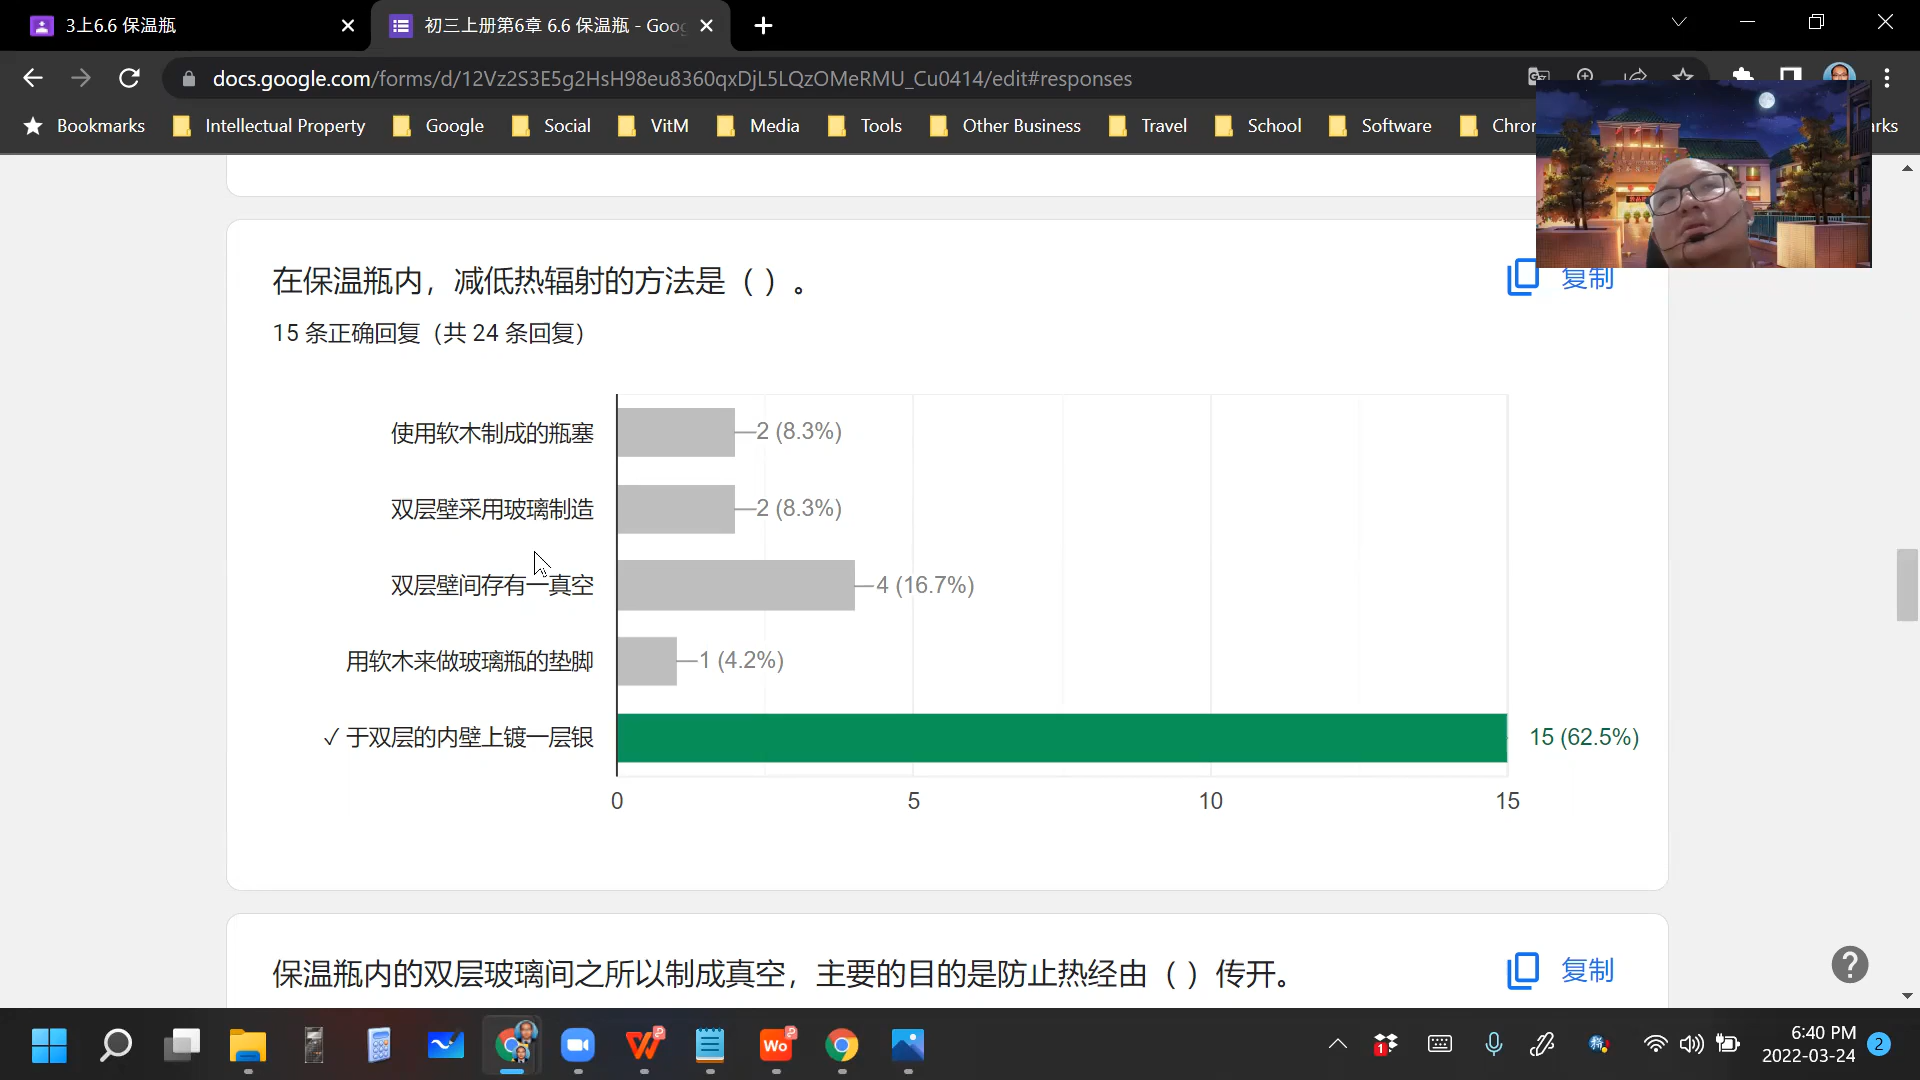 3上6.6 保温瓶
初三上册第6章 6.6 保温瓶 - Goog
docs.google.com/forms/d/12Vz2S3E5g2HsH98eu8360qxDjL5LQzOMeRMU_Cu0414/edit#responses
Bookmarks Intellectual Property Google Social VitM Media Tools Other Business Travel School Software Chro rks
在保温瓶内，减低热辐射的方法是（ ）。
复制
15 条正确回复（共 24 条回复）
使用软木制成的瓶塞 2 (8.3%)
双层壁采用玻璃制造 2 (8.3%)
双层壁间存有一真空 4 (16.7%)
用软木来做玻璃瓶的垫脚 1 (4.2%)
✓ 于双层的内壁上镀一层银 15 (62.5%)
0 5 10 15
保温瓶内的双层玻璃间之所以制成真空，主要的目的是防止热经由（ ）传开。
复制
6:40 PM
2022-03-24
2